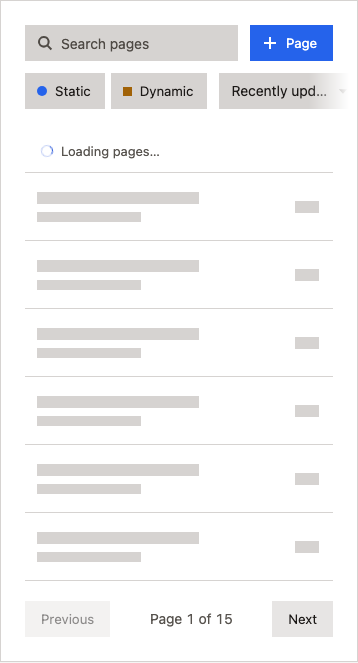 Search pages
Page
Static
Dynamic
Recently upd...
Loading pages...
Previous
Page 1 of 15
Next